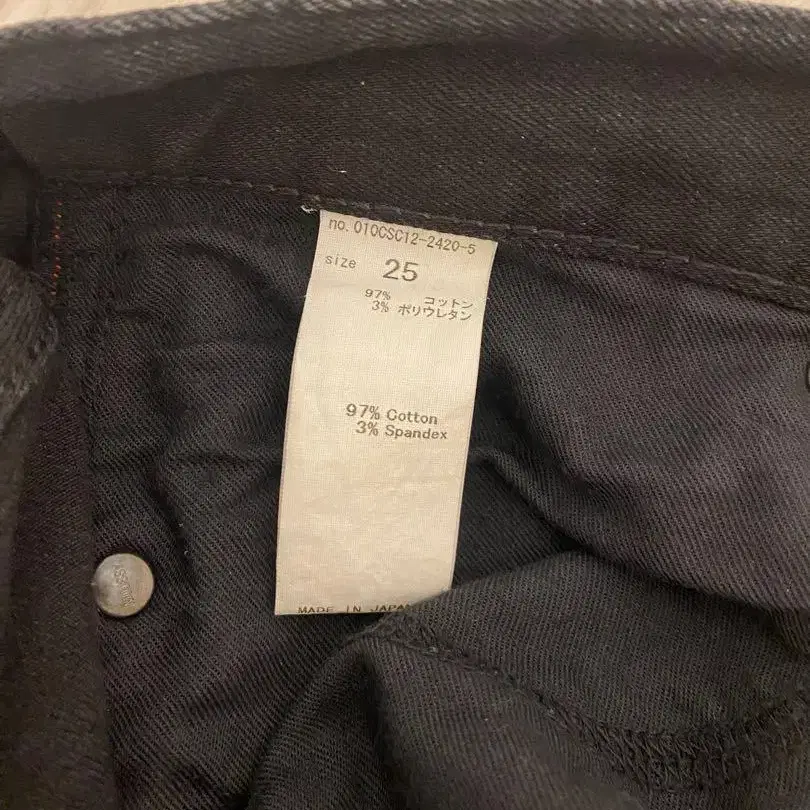 no. 010CSC12-2420-5
size 25
97% コットン
3% ポリウレタン
97% Cotton
3% Spandex
MADE IN JAPAN
MOUSSY